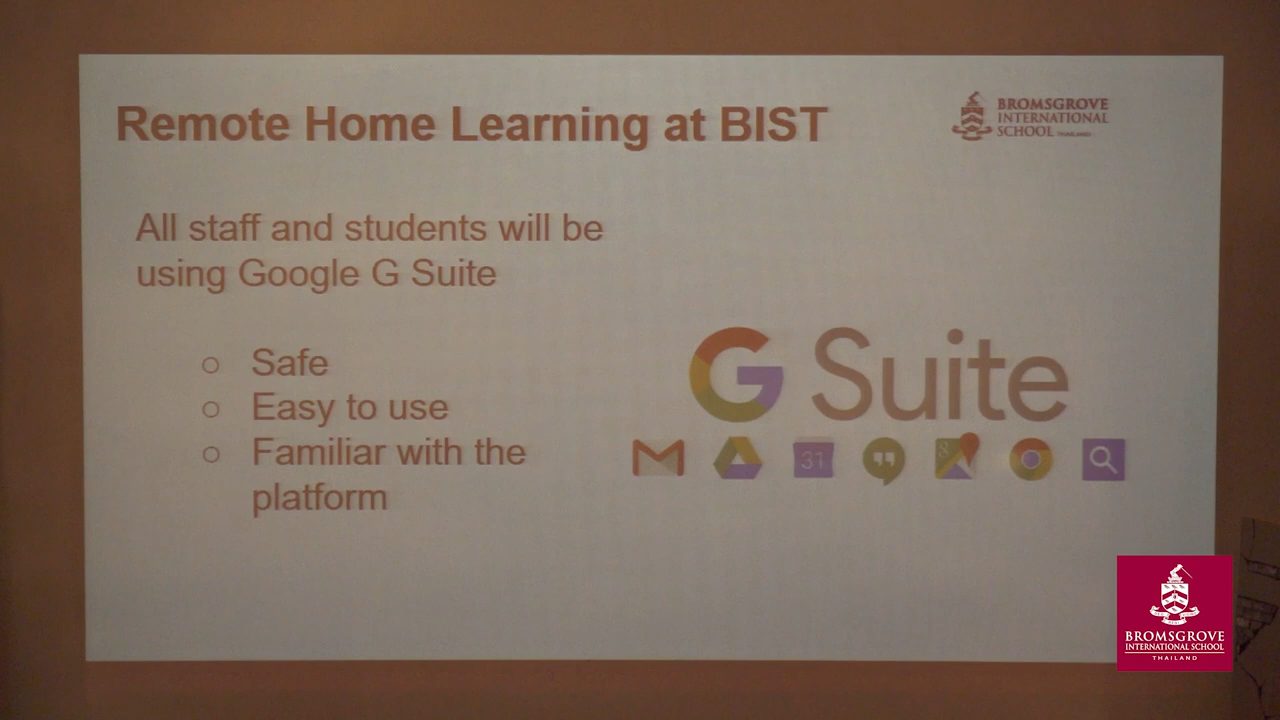 Remote Home Learning at BIST
BROMSGROVE
INTERNATIONAL
SCHOOL THAILAND
All staff and students will be
using Google G Suite
○ Safe
○ Easy to use
○ Familiar with the
platform
G Suite
31
BROMSGROVE
INTERNATIONAL SCHOOL
THAILAND